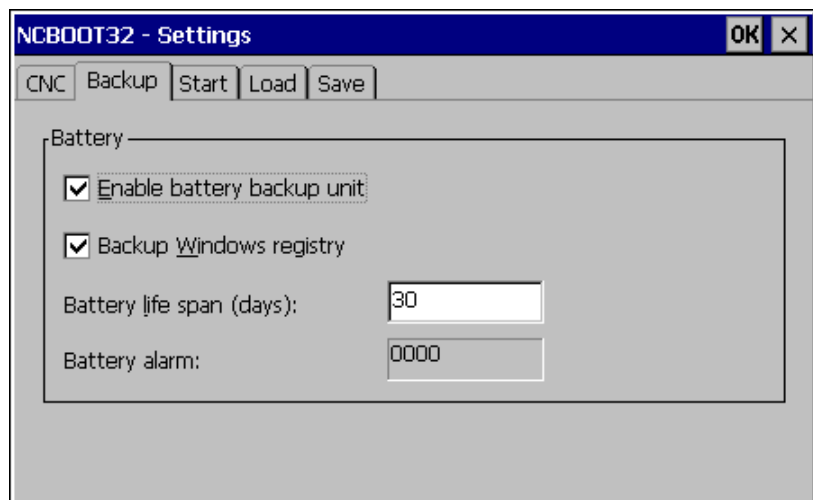 NCBOOT32 - Settings OK ×
CNC Backup Start Load Save
Battery
Enable battery backup unit
Backup Windows registry
Battery life span (days): 30
Battery alarm: 0000